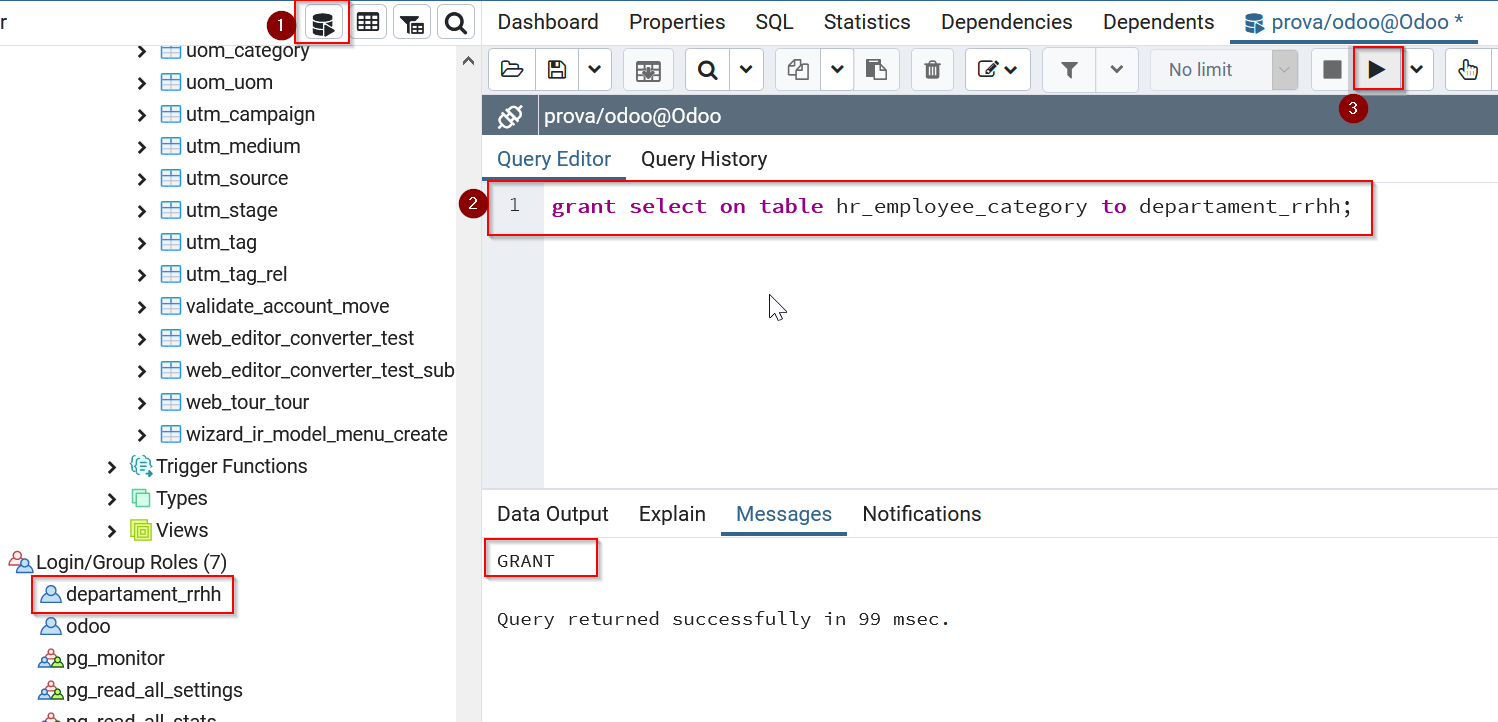 r
1
Dashboard Properties SQL Statistics Dependencies Dependents prova/odoo@Odoo *
uom_category
uom_uom
utm_campaign
utm_medium
utm_source
utm_stage
utm_tag
utm_tag_rel
validate_account_move
web_editor_converter_test
web_editor_converter_test_sub
web_tour_tour
wizard_ir_model_menu_create
Trigger Functions
Types
Views
Login/Group Roles (7)
departament_rrhh
odoo
pg_monitor
pg_read_all_settings
pg_read_all_stats
No limit
3
prova/odoo@Odoo
Query Editor Query History
2
1 grant select on table hr_employee_category to departament_rrhh;
Data Output Explain Messages Notifications
GRANT
Query returned successfully in 99 msec.